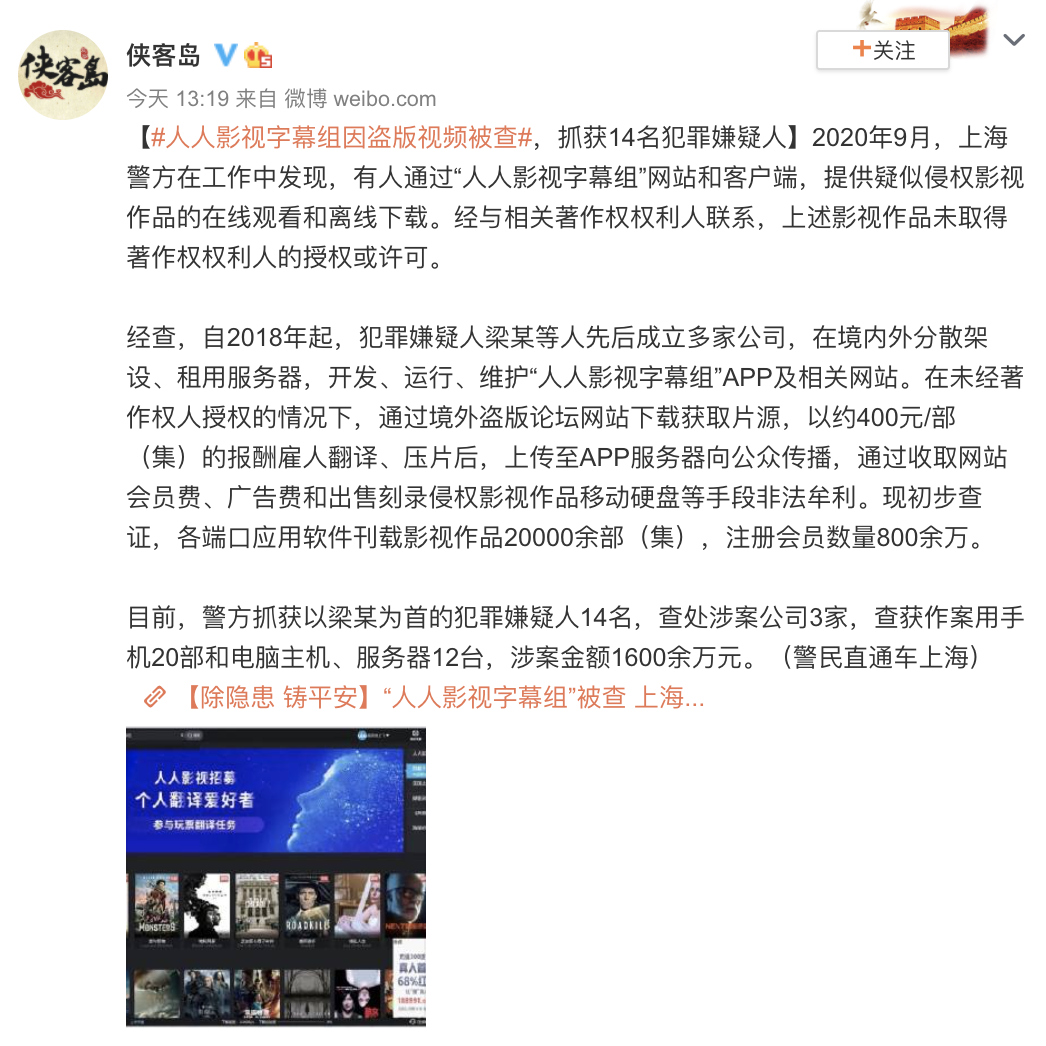 侠客島
侠客岛
+关注
今天 13:19 来自 微博 weibo.com
【#人人影视字幕组因盗版视频被查#，抓获14名犯罪嫌疑人】2020年9月，上海
警方在工作中发现，有人通过“人人影视字幕组”网站和客户端，提供疑似侵权影视
作品的在线观看和离线下载。经与相关著作权权利人联系，上述影视作品未取得
著作权权利人的授权或许可。
经查，自2018年起，犯罪嫌疑人梁某等人先后成立多家公司，在境内外分散架
设、租用服务器，开发、运行、维护“人人影视字幕组”APP及相关网站。在未经著
作权人授权的情况下，通过境外盗版论坛网站下载获取片源，以约400元/部
（集）的报酬雇人翻译、压片后，上传至APP服务器向公众传播，通过收取网站
会员费、广告费和出售刻录侵权影视作品移动硬盘等手段非法牟利。现初步查
证，各端口应用软件刊载影视作品20000余部（集），注册会员数量800余万。
目前，警方抓获以梁某为首的犯罪嫌疑人14名，查处涉案公司3家，查获作案用手
机20部和电脑主机、服务器12台，涉案金额1600余万元。（警民直通车上海）
【除隐患 铸平安】“人人影视字幕组”被查 上海...
人人影视招募
个人翻译爱好者
参与玩票翻译任务
MONSTERS
ROADKILL
真人首
68%红